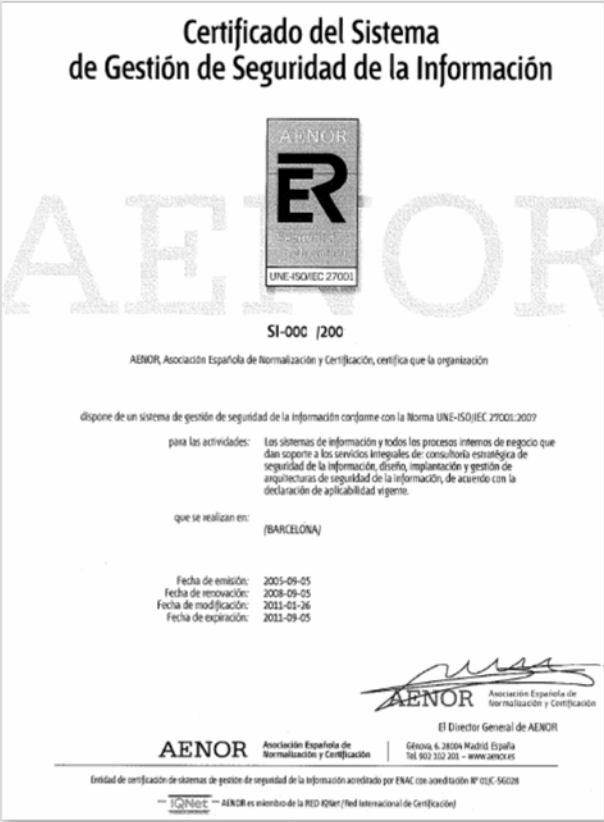 Certificado del Sistema
de Gestión de Seguridad de la Información
AENOR
ER
UNE-ISO/IEC 27001
AENOR
SI-000 /200
AENOR, Asociación Española de Normalización y Certificación, certifica que la organización
dispone de un sistema de gestión de seguridad de la información conforme con la Norma UNE-ISO/IEC 27001:2007
para las actividades: Los sistemas de información y todos los procesos internos de negocio que
dan soporte a los servicios integrales de: consultoría estratégica de
seguridad de la información, diseño, implantación y gestión de
arquitecturas de seguridad de la información, de acuerdo con la
declaración de aplicabilidad vigente.
que se realizan en:
(BARCELONA)
Fecha de emisión: 2005-09-05
Fecha de renovación: 2008-09-05
Fecha de modificación: 2011-01-26
Fecha de expiración: 2011-09-05
AENOR Asociación Española de
Normalización y Certificación
El Director General de AENOR
AENOR Asociación Española de
Normalización y Certificación
Génova, 6. 28004 Madrid. España
Tel. 902 102 201 – www.aenor.es
Entidad de certificación de sistemas de gestión de seguridad de la información acreditado por ENAC con acreditación Nº 01/C-SG028
IQNet AENOR es miembro de la RED IQNet (Red Internacional de Certificación)